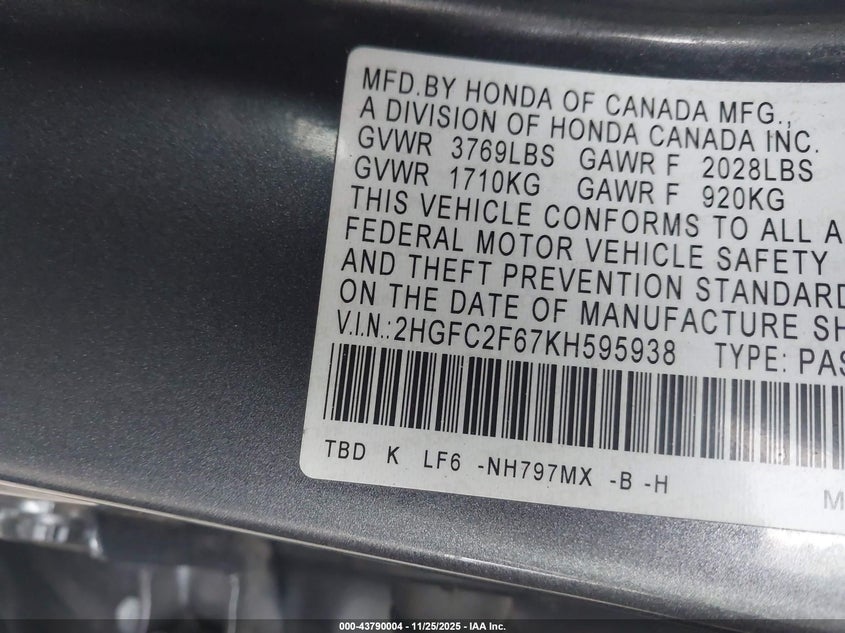 MFD.BY HONDA OF CANADA MFG.,
A DIVISION OF HONDA CANADA INC.
GVWR 3769LBS GAWR F 2028LBS
GVWR 1710KG GAWR F 920KG
THIS VEHICLE CONFORMS TO ALL A
FEDERAL MOTOR VEHICLE SAFETY
AND THEFT PREVENTION STANDARD
ON THE DATE OF MANUFACTURE SH
V.I.N.:2HGFC2F67KH595938 TYPE: PAS
TBD K LF6 -NH797MX -B -H
M
000-43790004 - 11/25/2025 - IAA Inc.